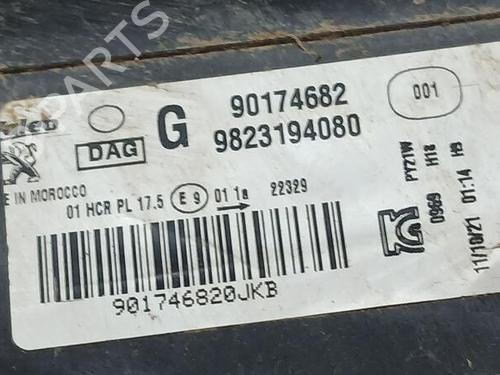 PARTS
90174682
G
9823194080
001
DAG
E IN MOROCCO
01 HCR PL 17.5
E 9
01 1a
22329
901746820JKB
PY21W
0969 H18
11/10/21 01:14 H9